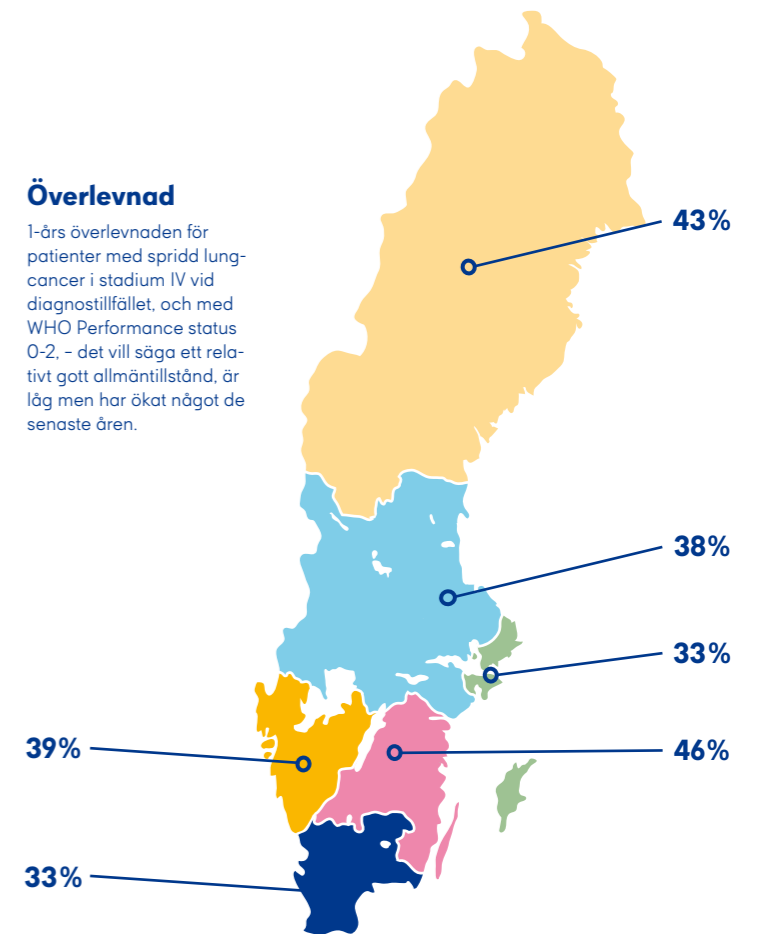 Överlevnad
1-års överlevnaden för
patienter med spridd lung-
cancer i stadium IV vid
diagnostillfället, och med
WHO Performance status
0-2, – det vill säga ett rela-
tivt gott allmäntillstånd, är
låg men har ökat något de
senaste åren.
43%
38%
33%
39%
46%
33%